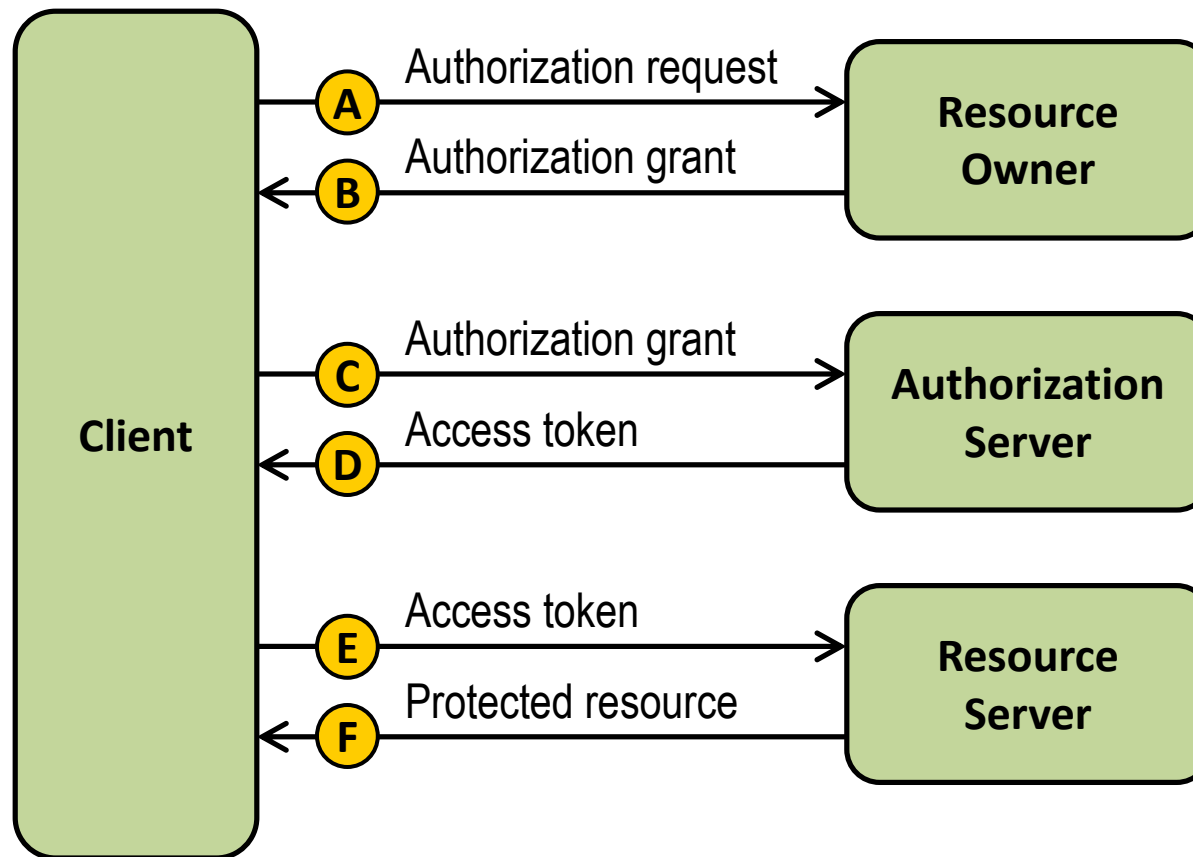 Authorization request
A
Resource
Owner
Authorization grant
B
Authorization grant
C
Authorization
Server
Client
Access token
D
Access token
E
Resource
Server
Protected resource
F